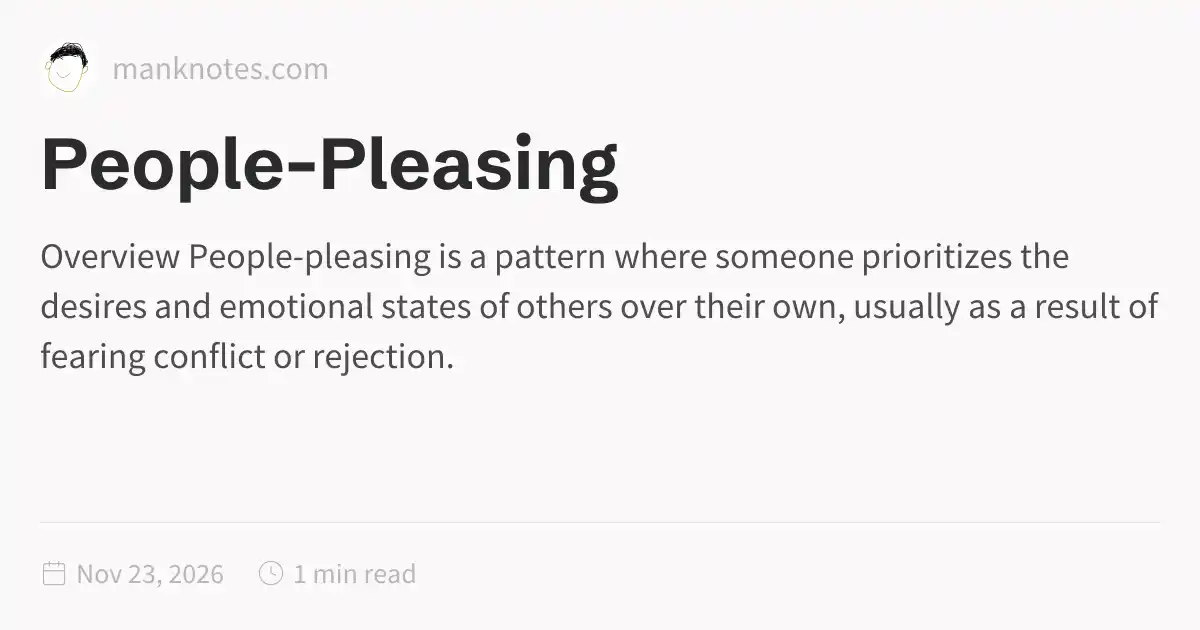 manknotes.com
People-Pleasing
Overview People-pleasing is a pattern where someone prioritizes the
desires and emotional states of others over their own, usually as a result of
fearing conflict or rejection.
Nov 23, 2026 1 min read